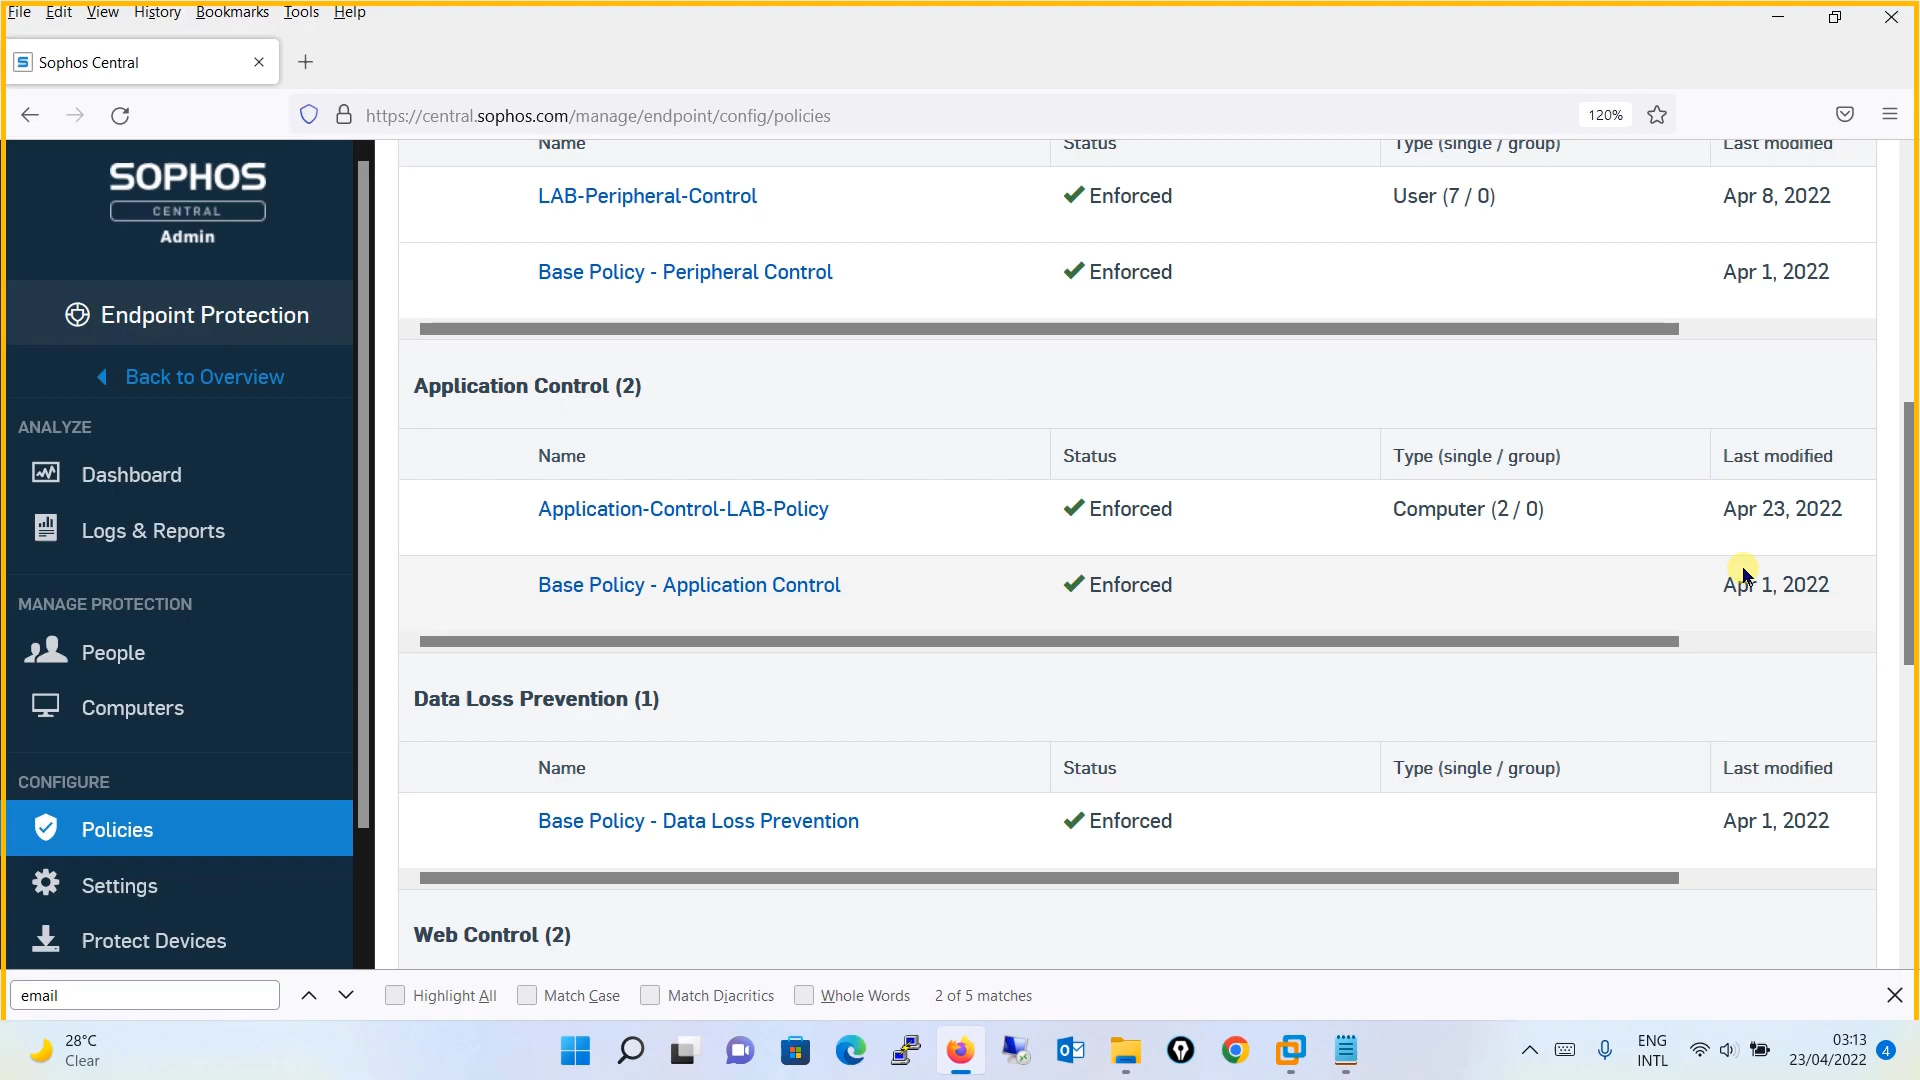 File Edit View History Bookmarks Tools Help
Sophos Central
https://central.sophos.com/manage/endpoint/config/policies 120%
SOPHOS
CENTRAL
Admin
Endpoint Protection
Back to Overview
ANALYZE
Dashboard
Logs & Reports
MANAGE PROTECTION
People
Computers
CONFIGURE
Policies
Settings
Protect Devices
Name Status Type (single / group) Last modified
LAB-Peripheral-Control Enforced User (7 / 0) Apr 8, 2022
Base Policy - Peripheral Control Enforced Apr 1, 2022
Application Control (2)
Name Status Type (single / group) Last modified
Application-Control-LAB-Policy Enforced Computer (2 / 0) Apr 23, 2022
Base Policy - Application Control Enforced Apr 1, 2022
Data Loss Prevention (1)
Name Status Type (single / group) Last modified
Base Policy - Data Loss Prevention Enforced Apr 1, 2022
Web Control (2)
email Highlight All Match Case Match Diacritics Whole Words 2 of 5 matches
28°C
Clear
ENG
INTL
03:13
23/04/2022
4